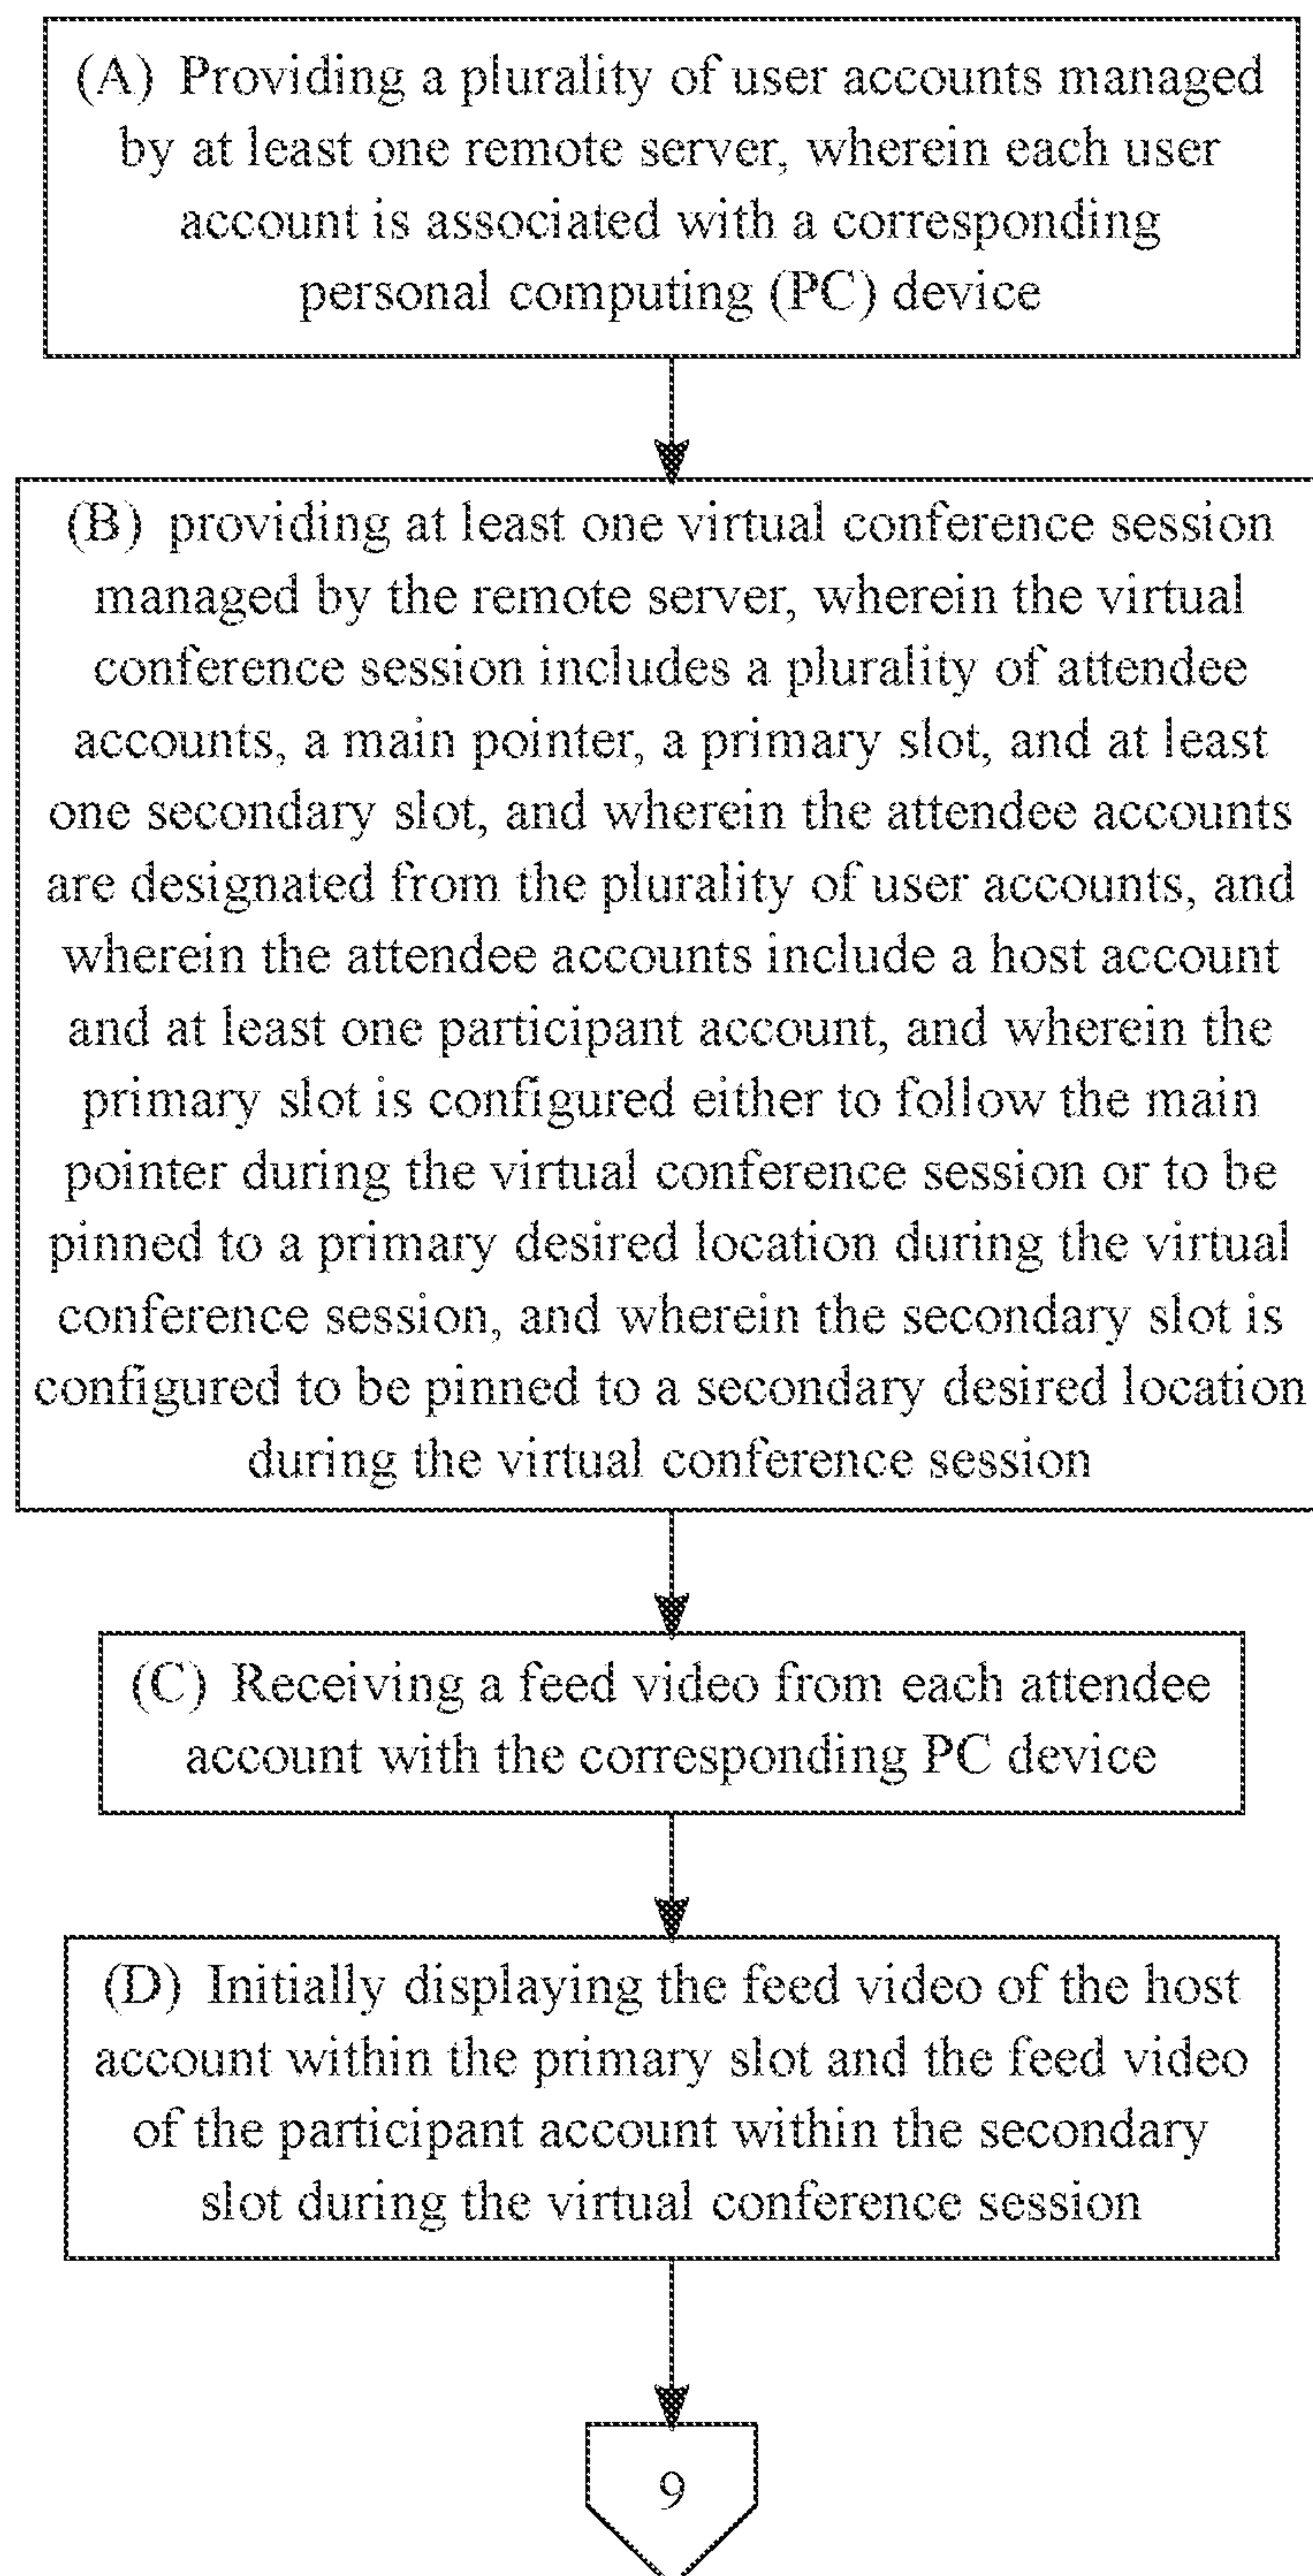 (A) Providing a plurality of user accounts managed
by at least one remote server, wherein each user
account is associated with a corresponding
personal computing (PC) device
(B) providing at least one virtual conference session
managed by the remote server, wherein the virtual
conference session includes a plurality of attendee
accounts, a main pointer, a primary slot, and at least
one secondary slot, and wherein the attendee accounts
are designated from the plurality of user accounts, and
wherein the attendee accounts include a host account
and at least one participant account, and wherein the
primary slot is configured either to follow the main
pointer during the virtual conference session or to be
pinned to a primary desired location during the virtual
conference session, and wherein the secondary slot is
configured to be pinned to a secondary desired location
during the virtual conference session
(C) Receiving a feed video from each attendee
account with the corresponding PC device
(D) Initially displaying the feed video of the host
account within the primary slot and the feed video
of the participant account within the secondary
slot during the virtual conference session
9